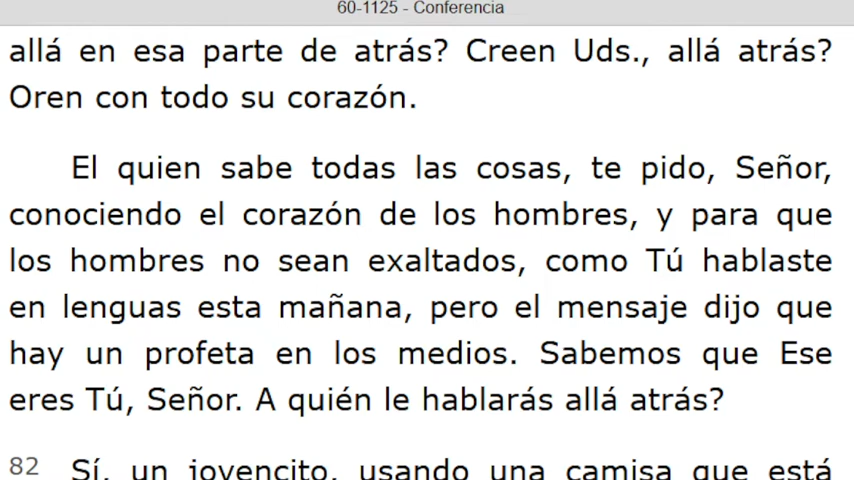 60-1125 - Conferencia
allá en esa parte de atrás? Creen Uds., allá atrás?
Oren con todo su corazón.
El quien sabe todas las cosas, te pido, Señor,
conociendo el corazón de los hombres, y para que
los hombres no sean exaltados, como Tú hablaste
en lenguas esta mañana, pero el mensaje dijo que
hay un profeta en los medios. Sabemos que Ese
eres Tú, Señor. A quién le hablarás allá atrás?
82 Sí, un jovencito, usando una camisa que está